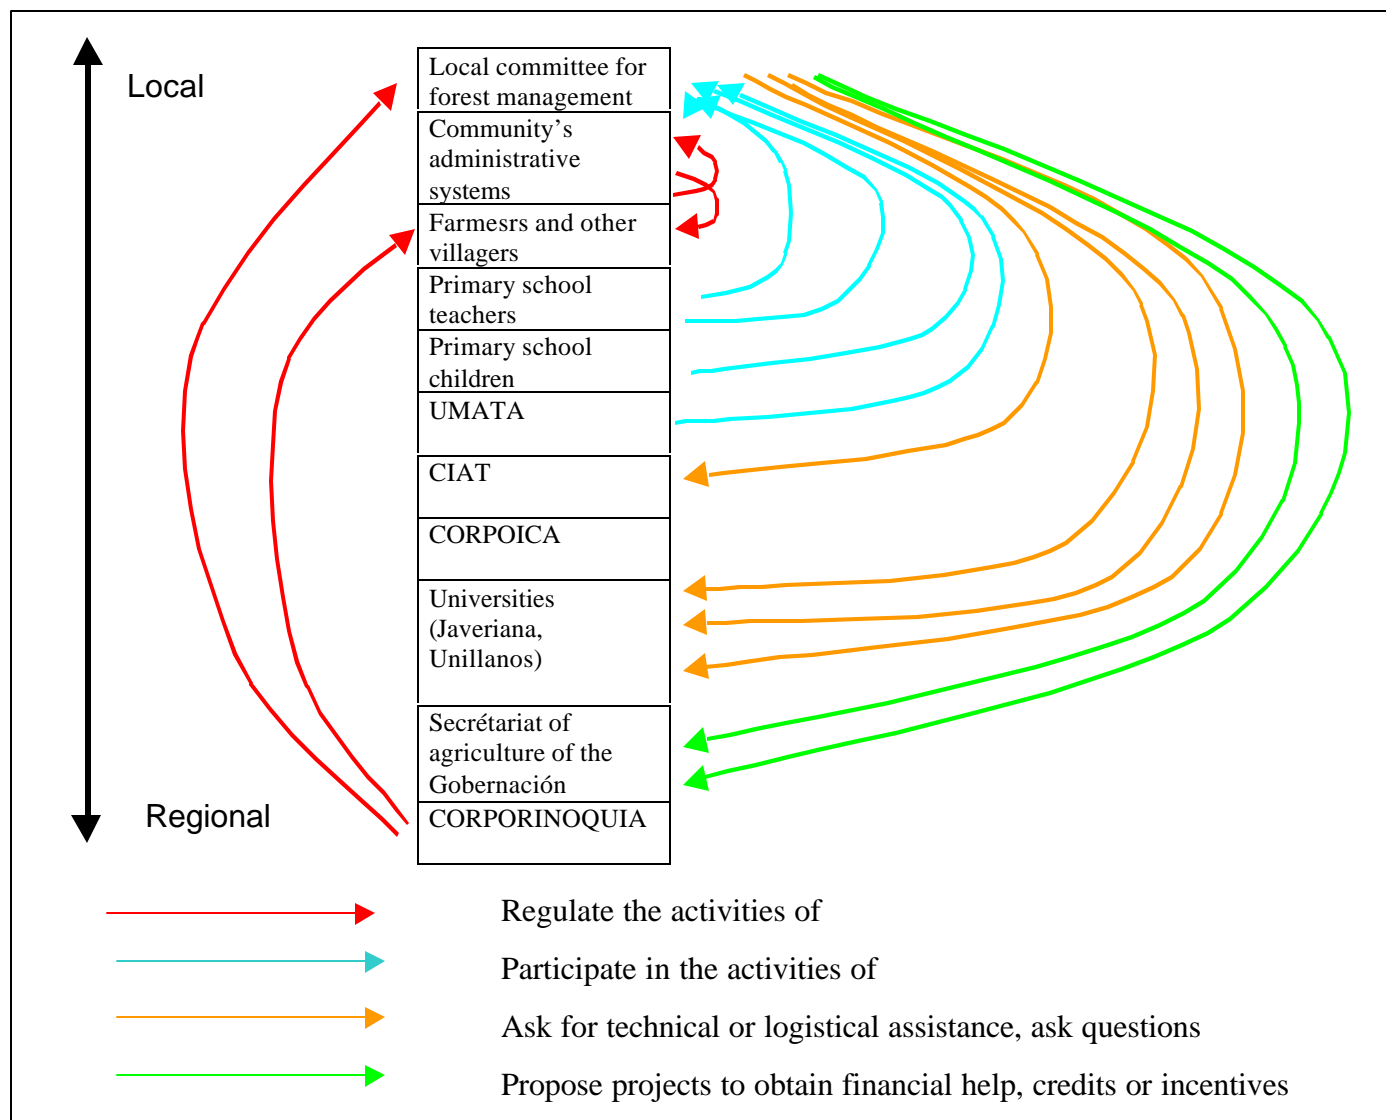 Local
Local committee for
forest management
Community's
administrative
systems
Farmesrs and other
villagers
Primary school
teachers
Primary school
children
UMATA
CIAT
CORPOICA
Universities
(Javeriana,
Unillanos)
Secrétariat of
agriculture of the
Gobernación
Regional
CORPORINOQUIA
Regulate the activities of
Participate in the activities of
Ask for technical or logistical assistance, ask questions
Propose projects to obtain financial help, credits or incentives